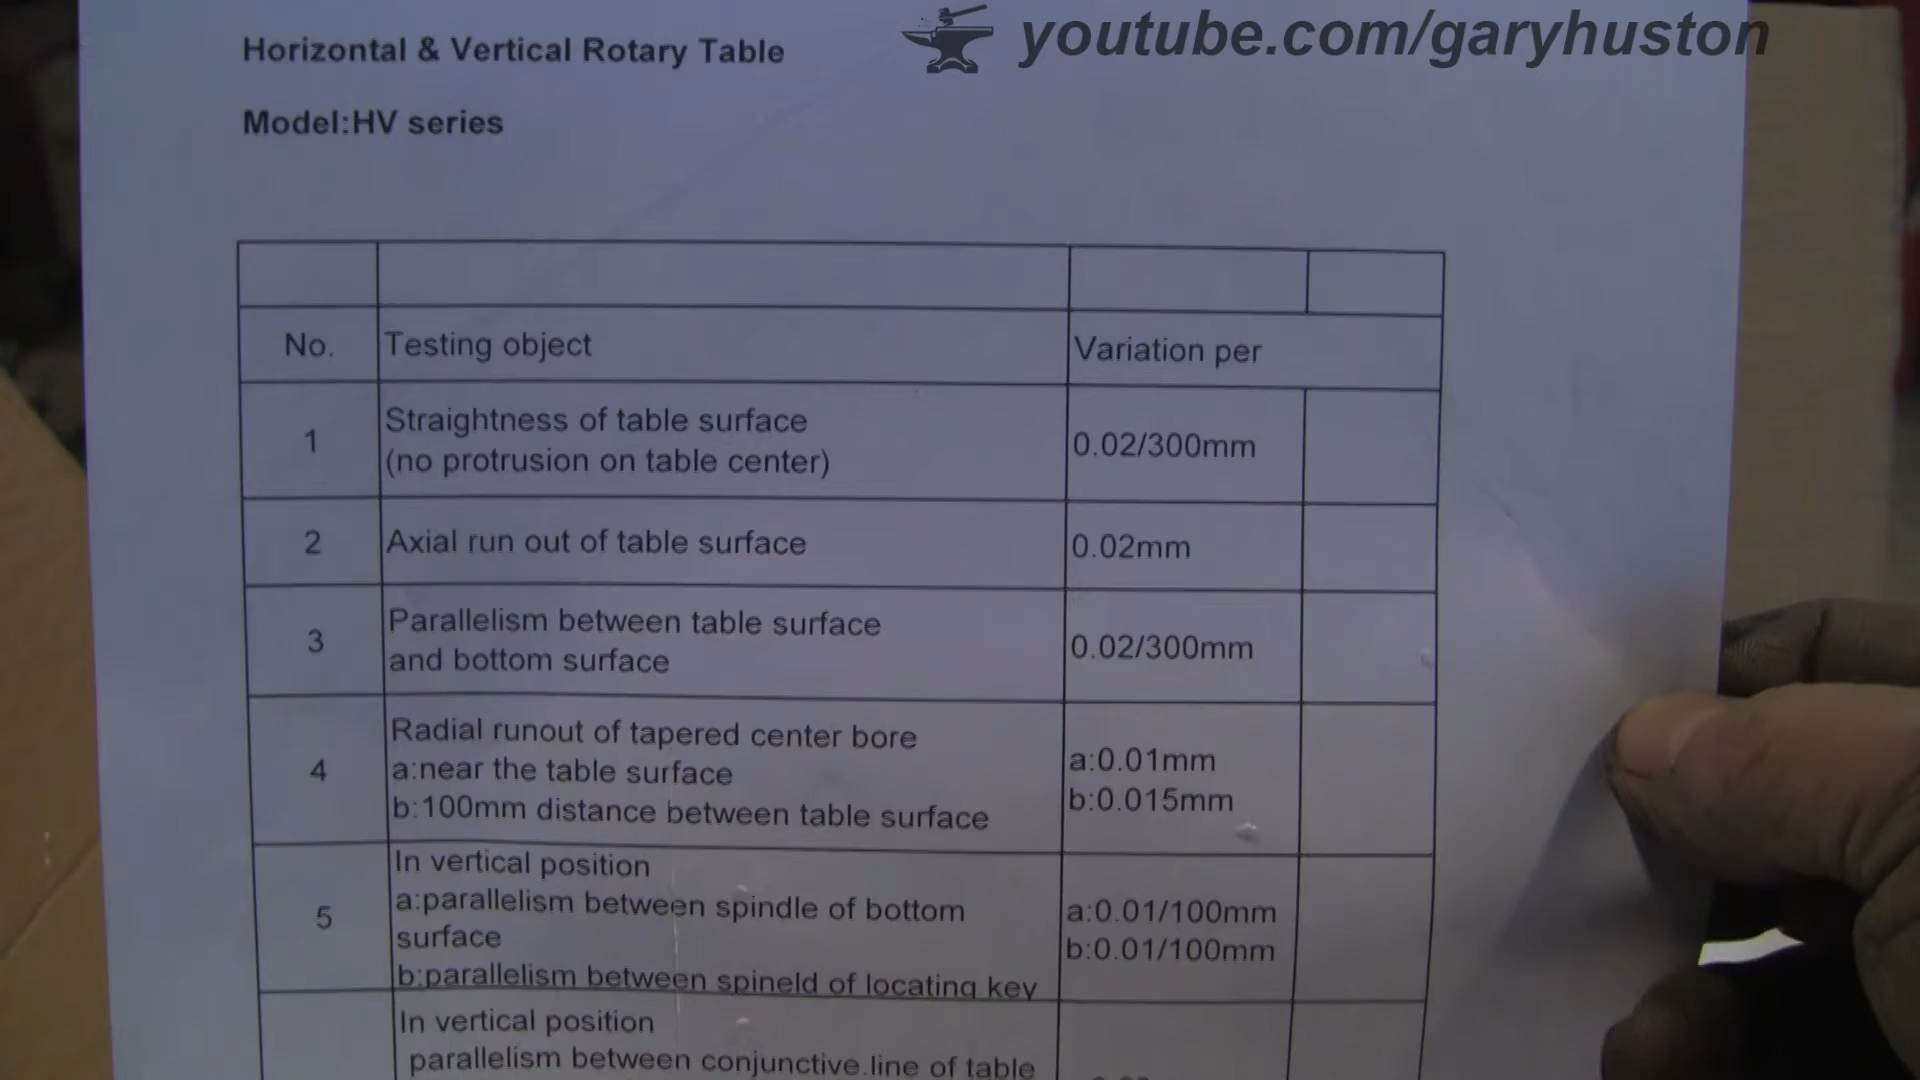 youtube.com/garyhuston
Horizontal & Vertical Rotary Table
Model:HV series
No.
Testing object
Variation per
1
Straightness of table surface
(no protrusion on table center)
0.02/300mm
2
Axial run out of table surface
0.02mm
3
Parallelism between table surface
and bottom surface
0.02/300mm
4
Radial runout of tapered center bore
a:near the table surface
b:100mm distance between table surface
a:0.01mm
b:0.015mm
5
In vertical position
a:parallelism between spindle of bottom
surface
b:parallelism between spineld of locating key
a:0.01/100mm
b:0.01/100mm
In vertical position
parallelism between conjunctive.line of table